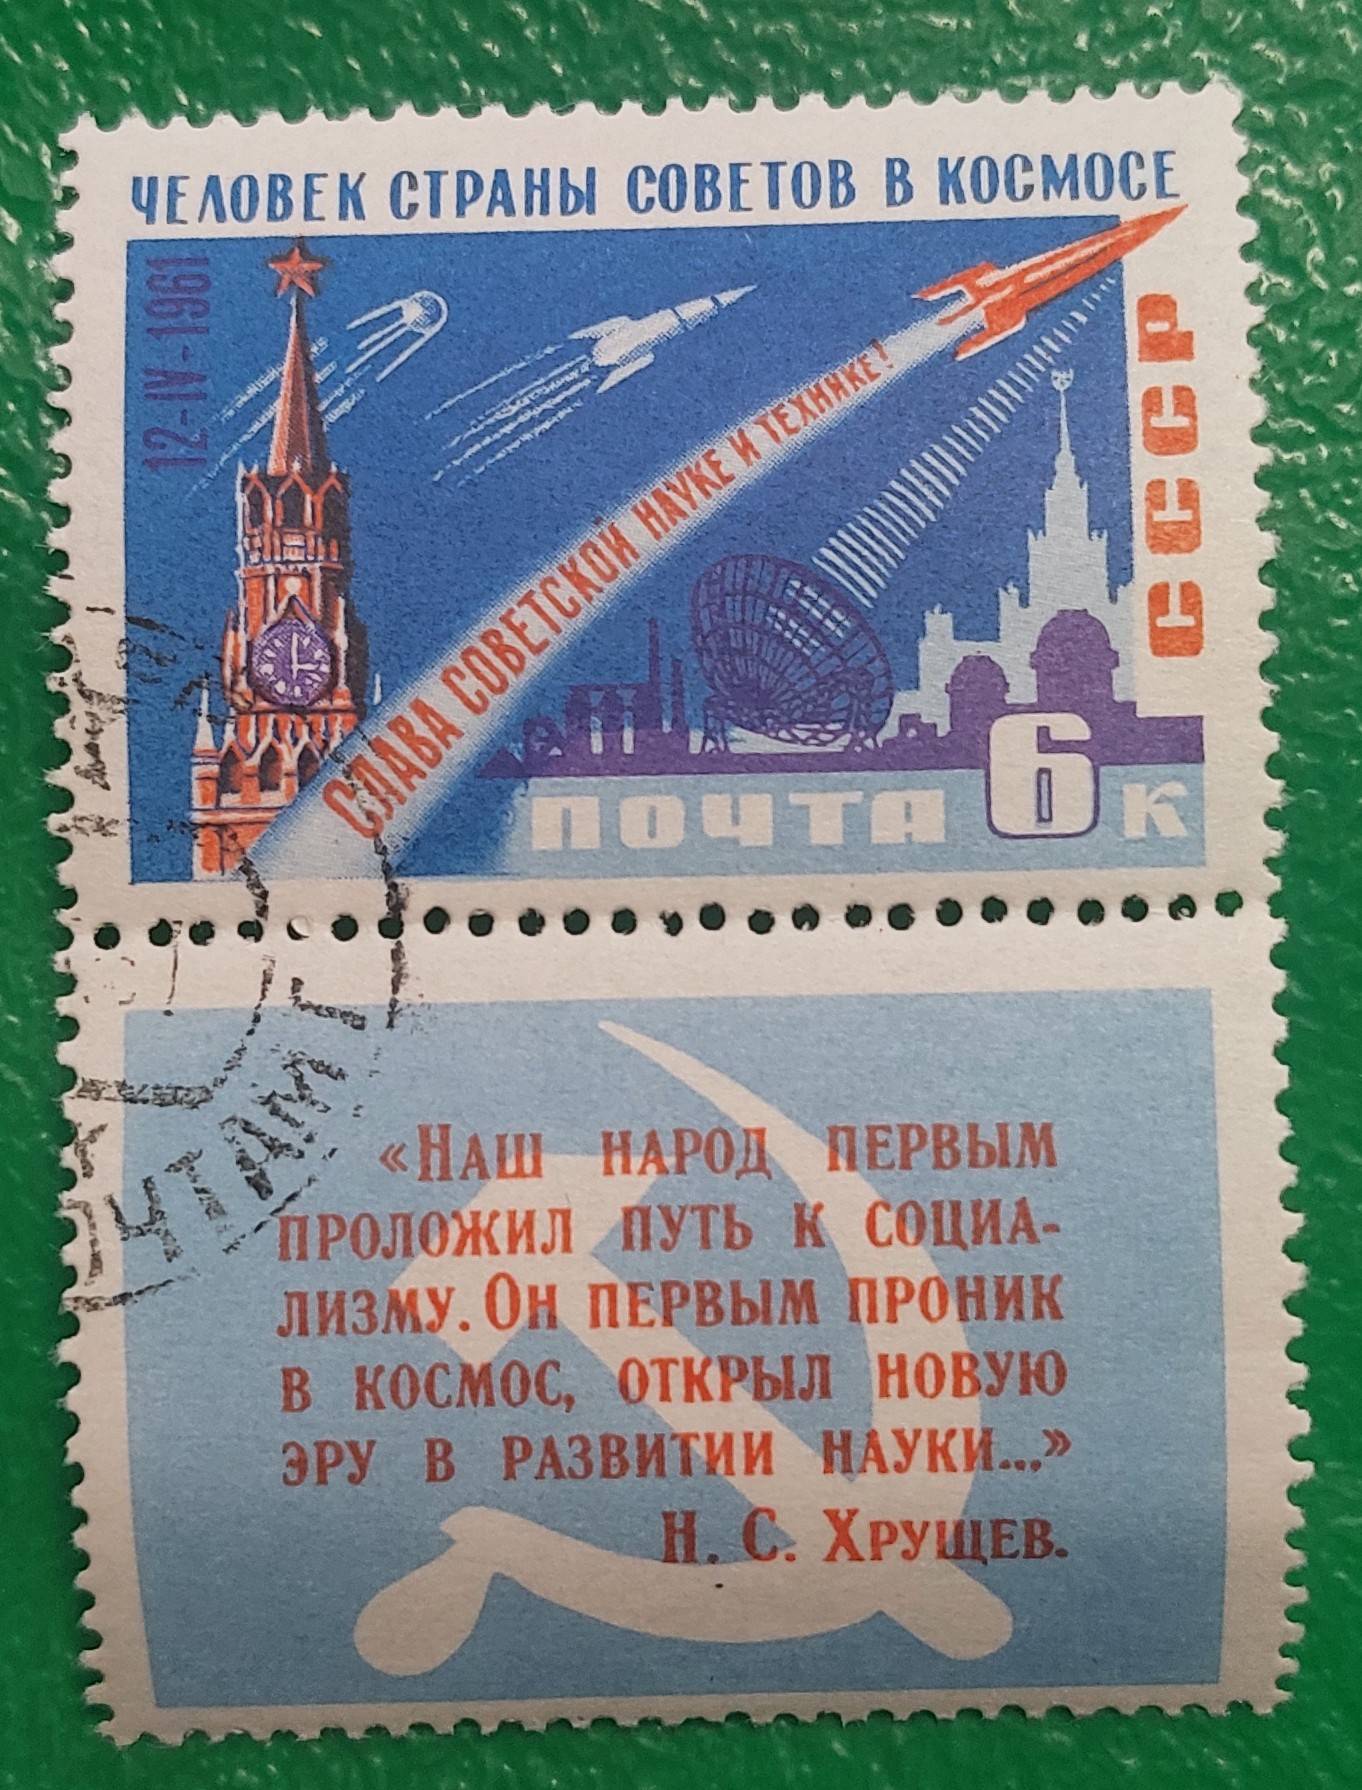 ЧЕЛОВЕК СТРАНЫ СОВЕТОВ В КОСМОСЕ
12-IV-1961
СЛАВА СОВЕТСКОЙ НАУКЕ И ТЕХНИКЕ!
СССР
ПОЧТА 6 К
«НАШ НАРОД ПЕРВЫМ
ПРОЛОЖИЛ ПУТЬ К СОЦИА-
ЛИЗМУ. ОН ПЕРВЫМ ПРОНИК
В КОСМОС, ОТКРЫЛ НОВУЮ
ЭРУ В РАЗВИТИИ НАУКИ...»
Н. С. ХРУЩЕВ.
ЧТАМТ